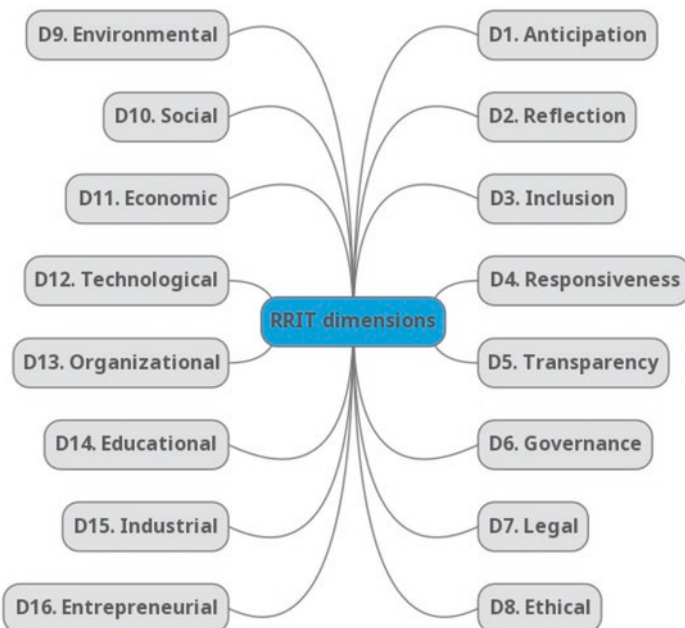 D9. Environmental
D1. Anticipation
D10. Social
D2. Reflection
D11. Economic
D3. Inclusion
D12. Technological
D4. Responsiveness
RRIT dimensions
D13. Organizational
D5. Transparency
D14. Educational
D6. Governance
D15. Industrial
D7. Legal
D16. Entrepreneurial
D8. Ethical